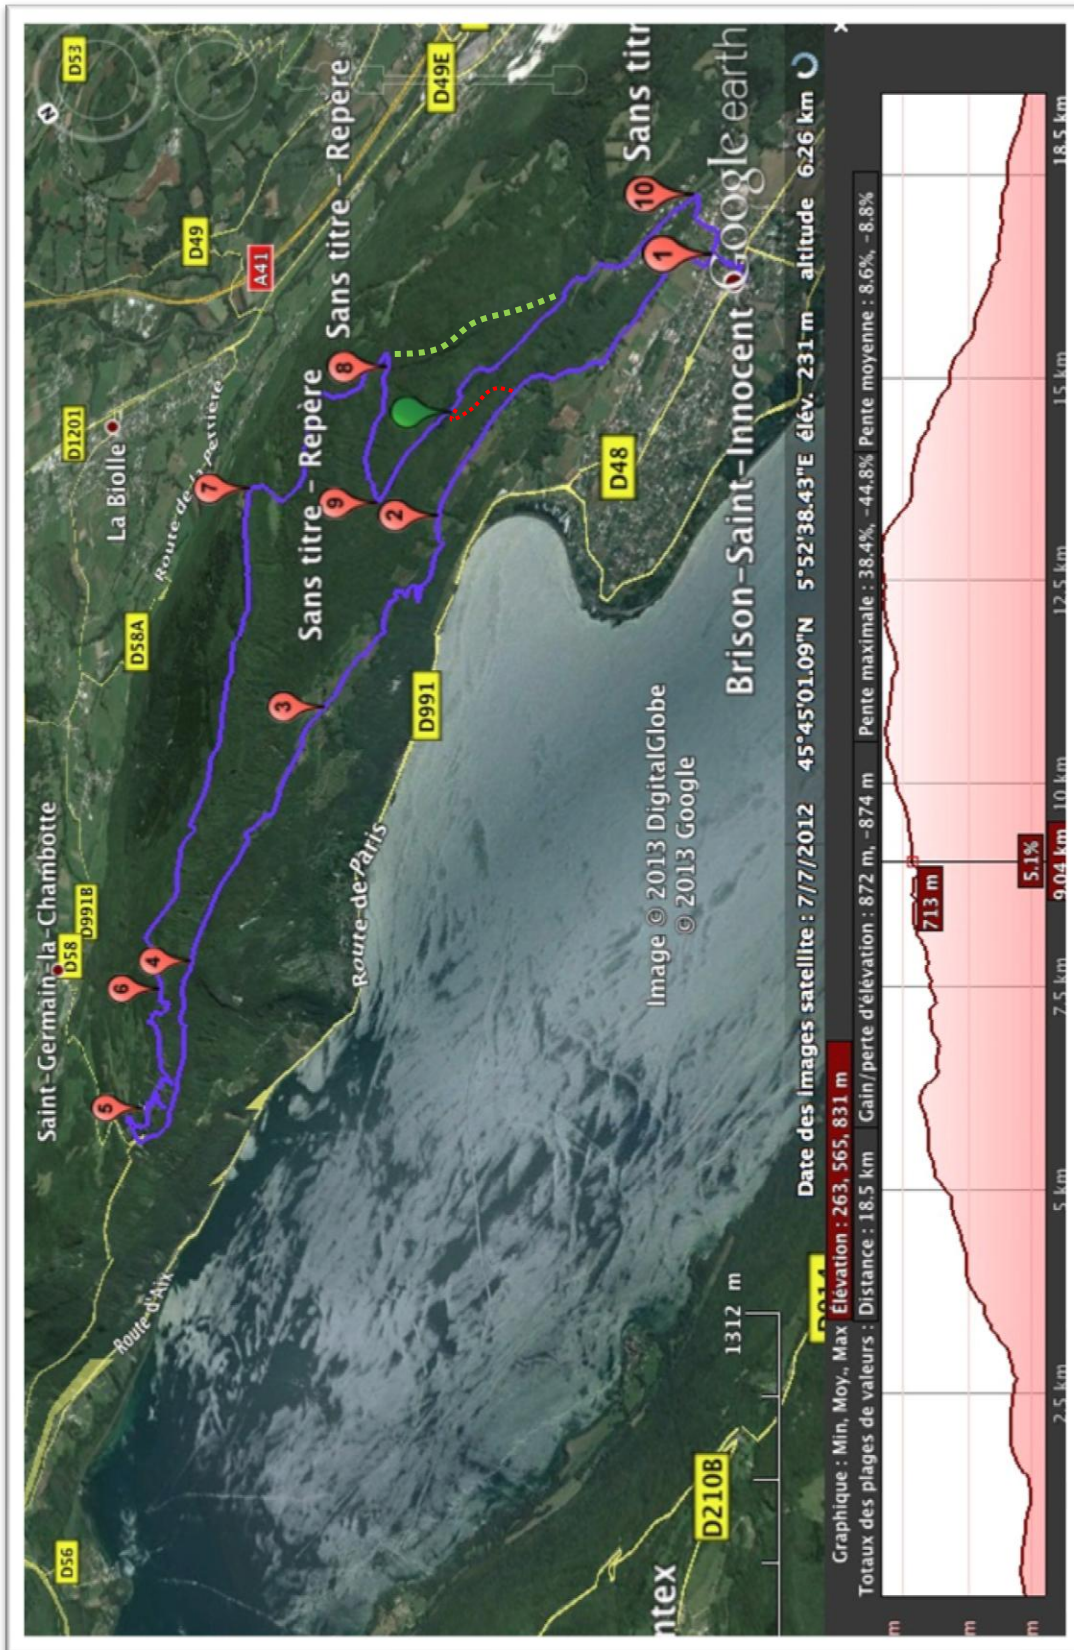 Saint-Germain-la-Chambotte
D58
D991B
La Biolle
D1201
D53
D49
A41
D49E
D58A
Route de la perrière
Sans titre - Repère
Sans titre - Repère
Sans titr
1
2
3
4
5
6
7
8
9
10
D56
Route d'Aix
Route de Paris
D991
D48
Brison-Saint-Innocent
Google earth
Image © 2013 DigitalGlobe
© 2013 Google
D210B
ntex
1312 m
N
Date des images satellite : 7/7/2012 45°45'01.09"N 5°52'38.43"E élév. 231 m altitude 6.26 km
Graphique : Min, Moy., Max Élévation : 263, 565, 831 m
Totaux des plages de valeurs : Distance : 18.5 km Gain/perte d'élévation : 872 m, -874 m Pente maximale : 38.4%, -44.8% Pente moyenne : 8.6%, -8.8%
713 m
5.1%
m
m
m
2.5 km 5 km 7.5 km 9.04 km 10 km 12.5 km 15 km 18.5 km